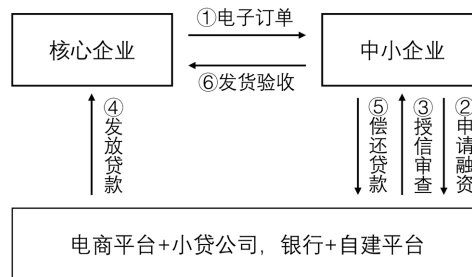 ①电子订单
核心企业
中小企业
⑥发货验收
④发放贷款
⑤偿还贷款
③授信审查
②申请融资
电商平台+小贷公司，银行+自建平台